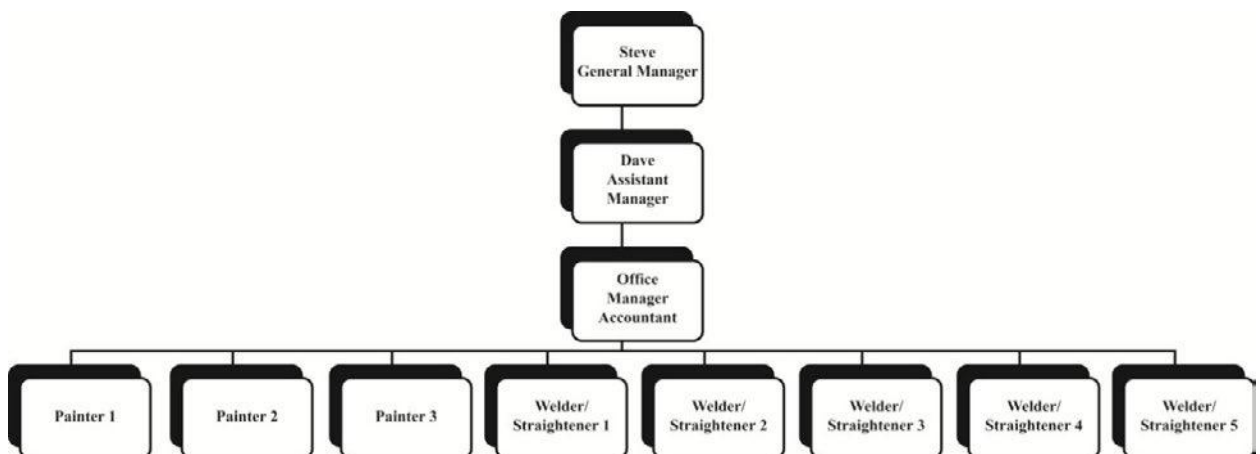 Steve
General Manager
Dave
Assistant
Manager
Office
Manager
Accountant
Painter 1
Painter 2
Painter 3
Welder/
Straightener 1
Welder/
Straightener 2
Welder/
Straightener 3
Welder/
Straightener 4
Welder/
Straightener 5